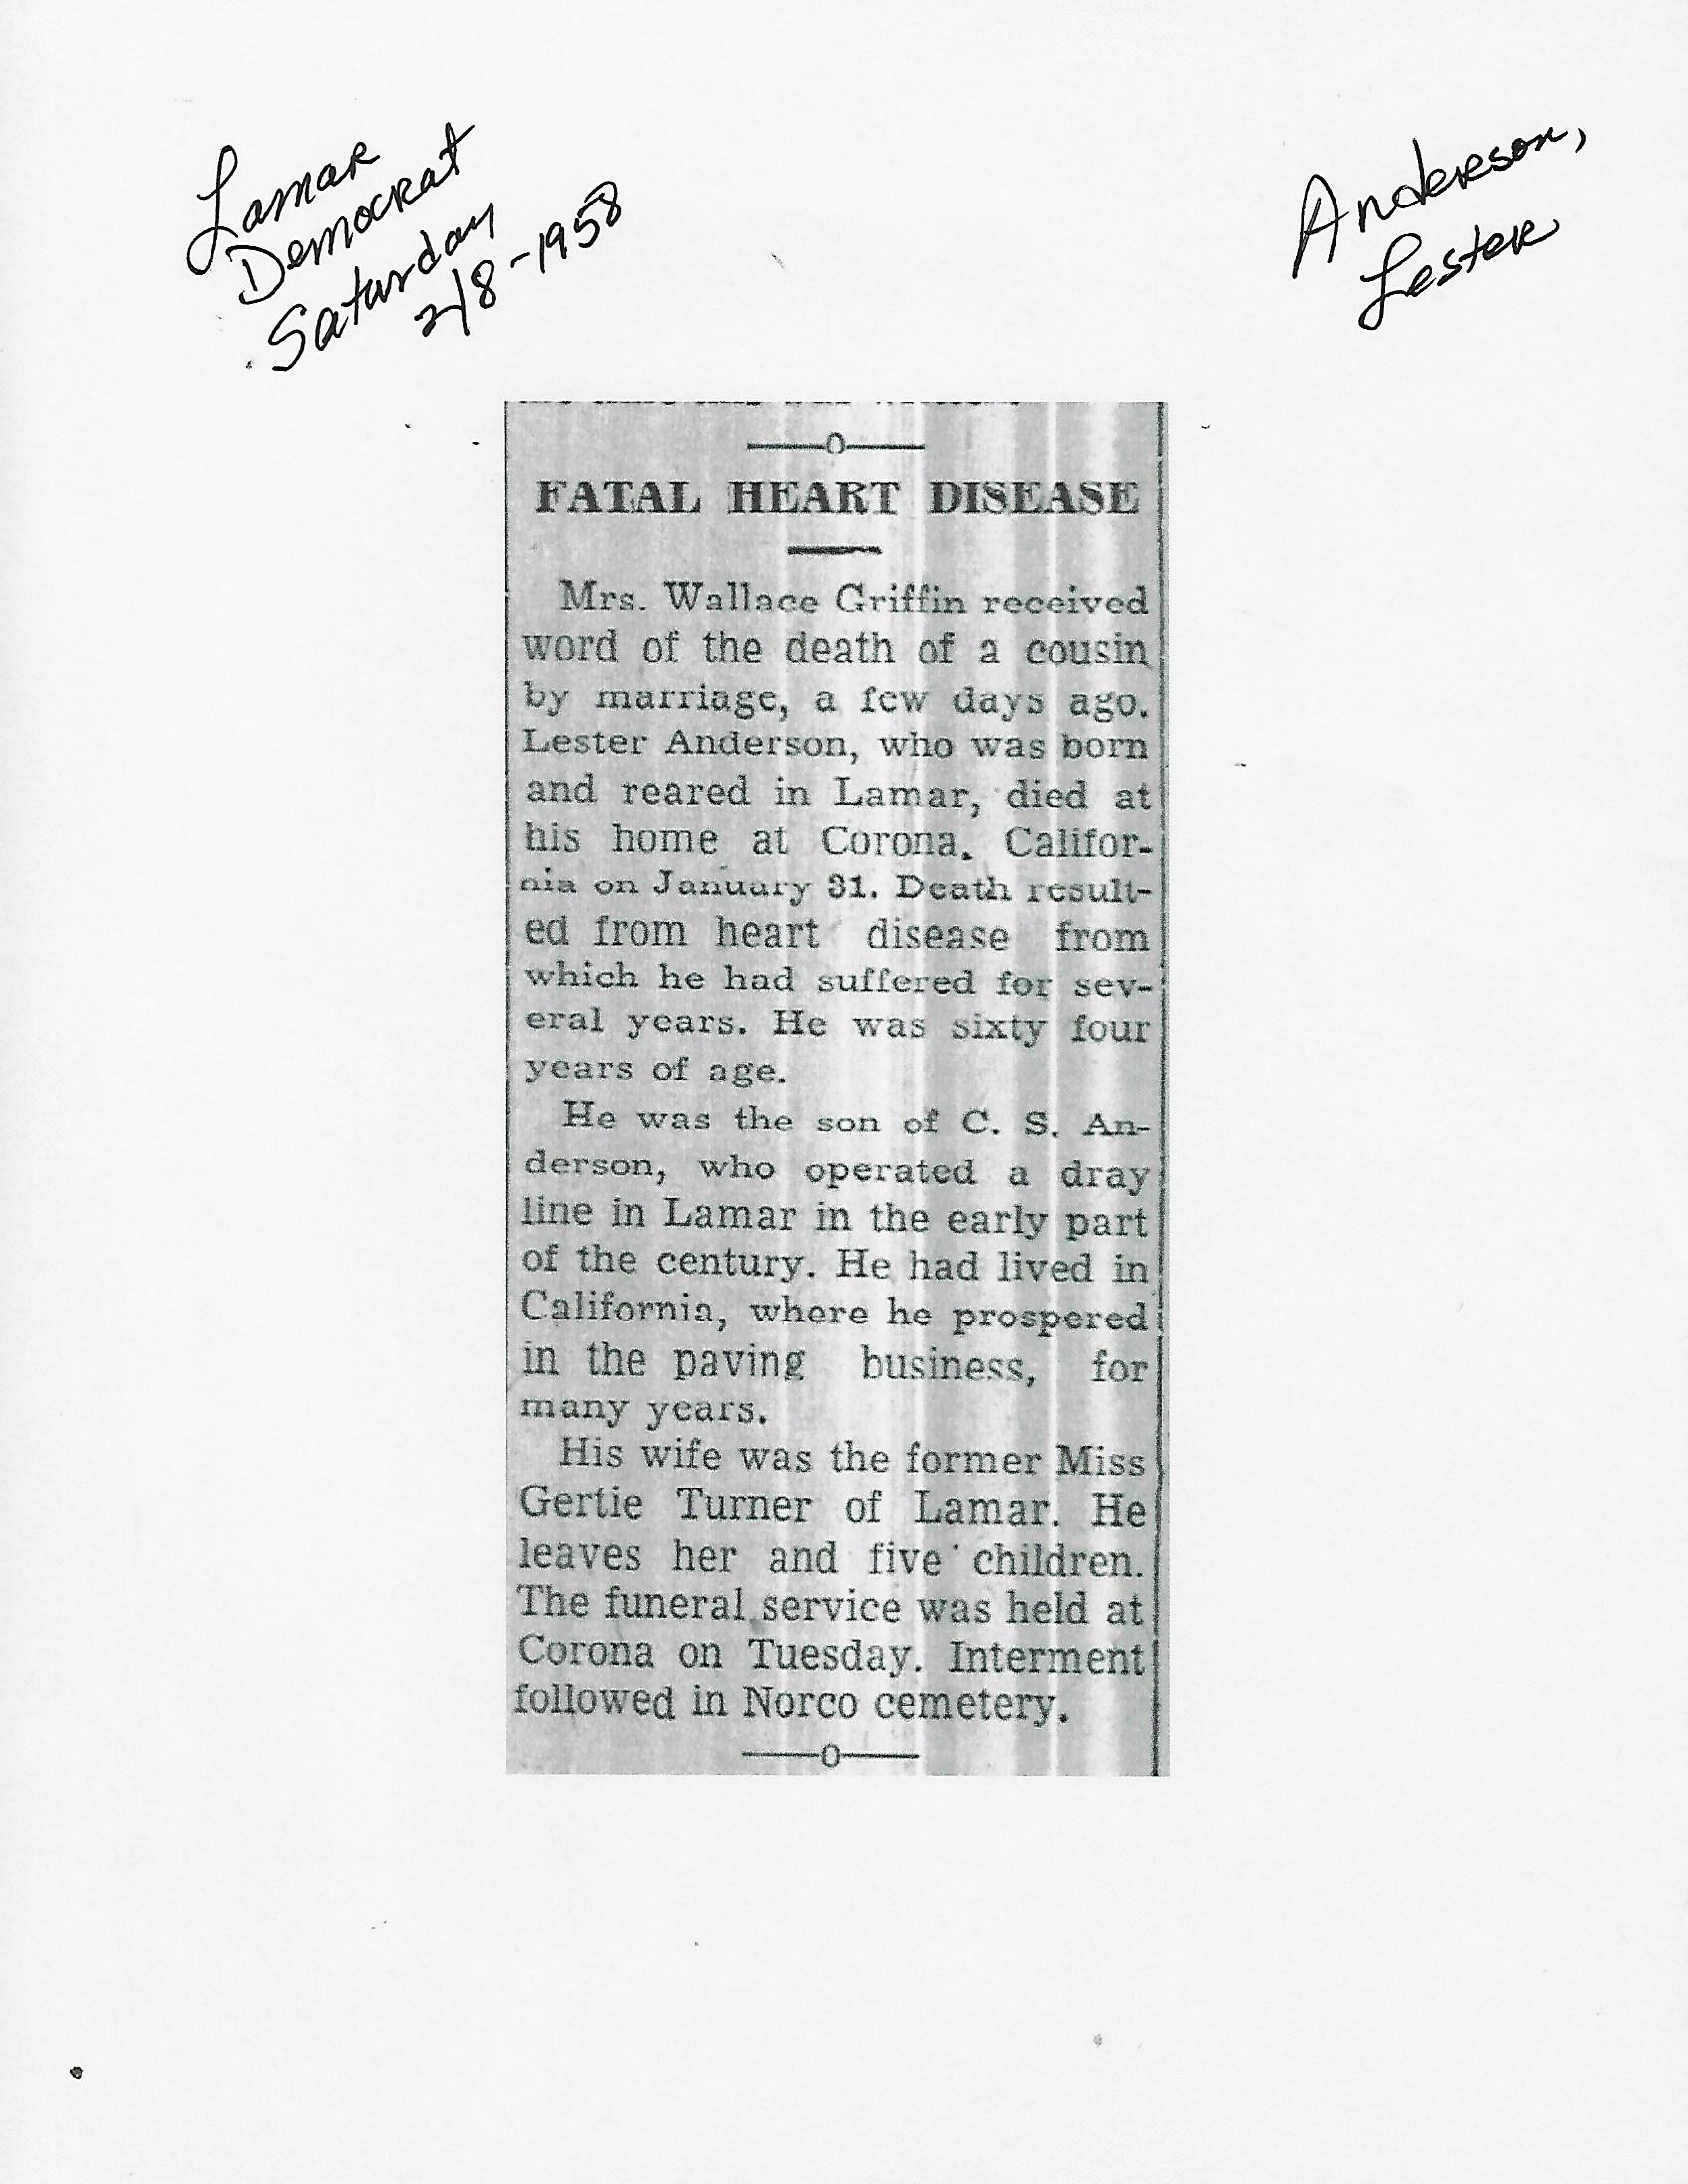 Lamar
Democrat
Saturday
2/8-1958
Anderson,
Lester
FATAL HEART DISEASE
Mrs. Wallace Griffin received
word of the death of a cousin
by marriage, a few days ago.
Lester Anderson, who was born
and reared in Lamar, died at
his home at Corona, Califor-
nia on January 31. Death result-
ed from heart disease from
which he had suffered for sev-
eral years. He was sixty four
years of age.
He was the son of C. S. An-
derson, who operated a dray
line in Lamar in the early part
of the century. He had lived in
California, where he prospered
in the paving business, for
many years.
His wife was the former Miss
Gertie Turner of Lamar. He
leaves her and five children.
The funeral service was held at
Corona on Tuesday. Interment
followed in Norco cemetery.